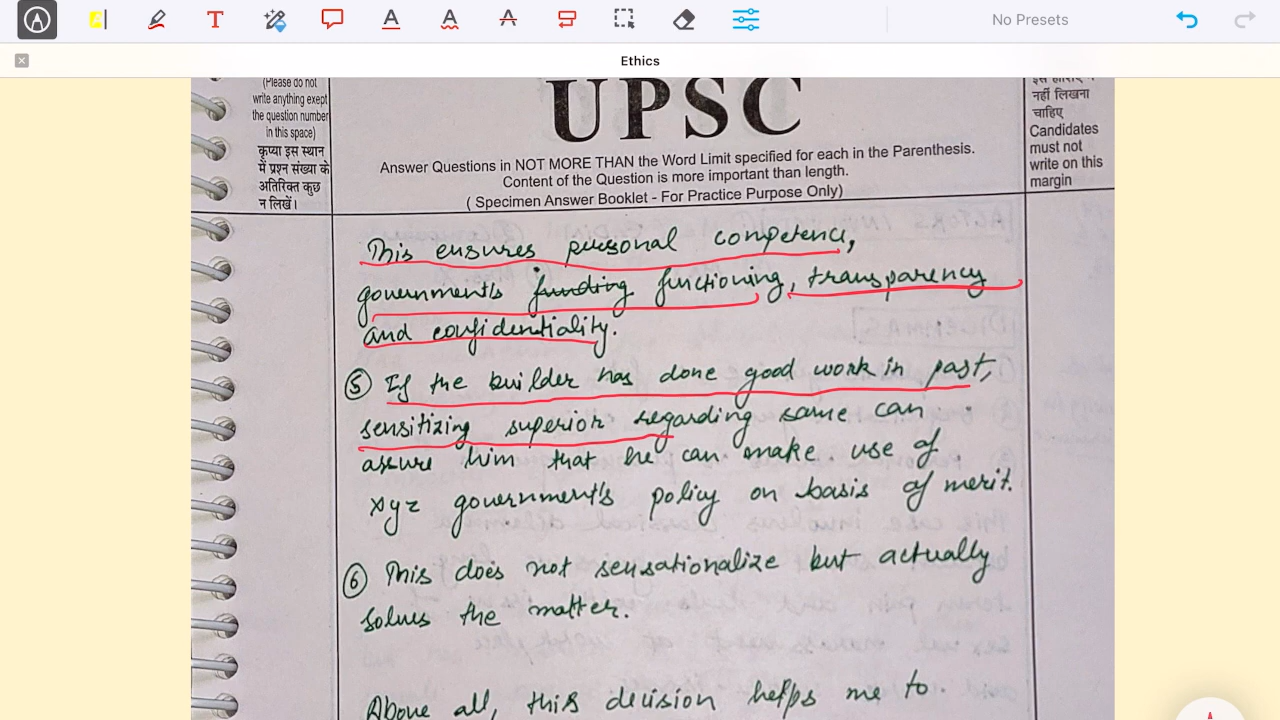 No Presets
Ethics
(Please do not
write anything exept
the question number
in this space)
कृप्या इस स्थान
में प्रश्न संख्या के
अतिरिक्त कुछ
न लिखें।
UPSC
Answer Questions in NOT MORE THAN the Word Limit specified for each in the Parenthesis.
Content of the Question is more important than length.
( Specimen Answer Booklet - For Practice Purpose Only)
नहीं लिखना
चाहिए
Candidates
must not
write on this
margin
This ensures personal competence,
government's funding functioning, transparency
and confidentiality.
⑤ If the builder has done good work in past,
sensitizing superior regarding same can
assure him that he can make use of
xyz government's policy on basis of merit.
⑥ This does not sensationalize but actually
solves the matter.
Above all, this decision helps me to